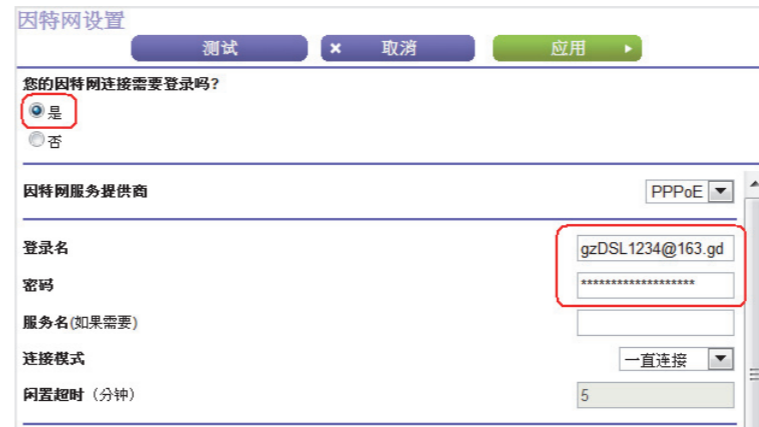 因特网设置
测试 × 取消 应用
您的因特网连接需要登录吗?
是
否
因特网服务提供商 PPPoE
登录名 gzDSL1234@163.gd
密码 *******************
服务名(如果需要)
连接模式 一直连接
闲置超时（分钟） 5